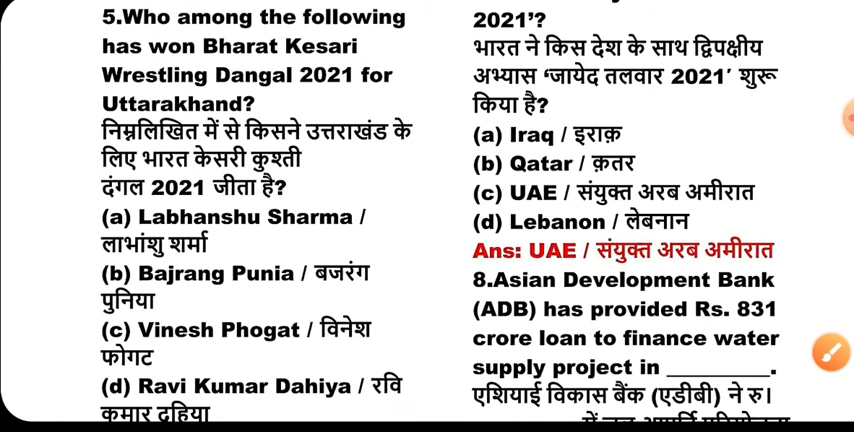 5.Who among the following
has won Bharat Kesari
Wrestling Dangal 2021 for
Uttarakhand?
निम्नलिखित में से किसने उत्तराखंड के
लिए भारत केसरी कुश्ती
दंगल 2021 जीता है?
(a) Labhanshu Sharma /
लाभांशु शर्मा
(b) Bajrang Punia / बजरंग
पुनिया
(c) Vinesh Phogat / विनेश
फोगट
(d) Ravi Kumar Dahiya / रवि
कुमार दहिया
2021’?
भारत ने किस देश के साथ द्विपक्षीय
अभ्यास ‘जायेद तलवार 2021′ शुरू
किया है?
(a) Iraq / इराक़
(b) Qatar / क़तर
(c) UAE / संयुक्त अरब अमीरात
(d) Lebanon / लेबनान
Ans: UAE / संयुक्त अरब अमीरात
8.Asian Development Bank
(ADB) has provided Rs. 831
crore loan to finance water
supply project in __________.
एशियाई विकास बैंक (एडीबी) ने रु।